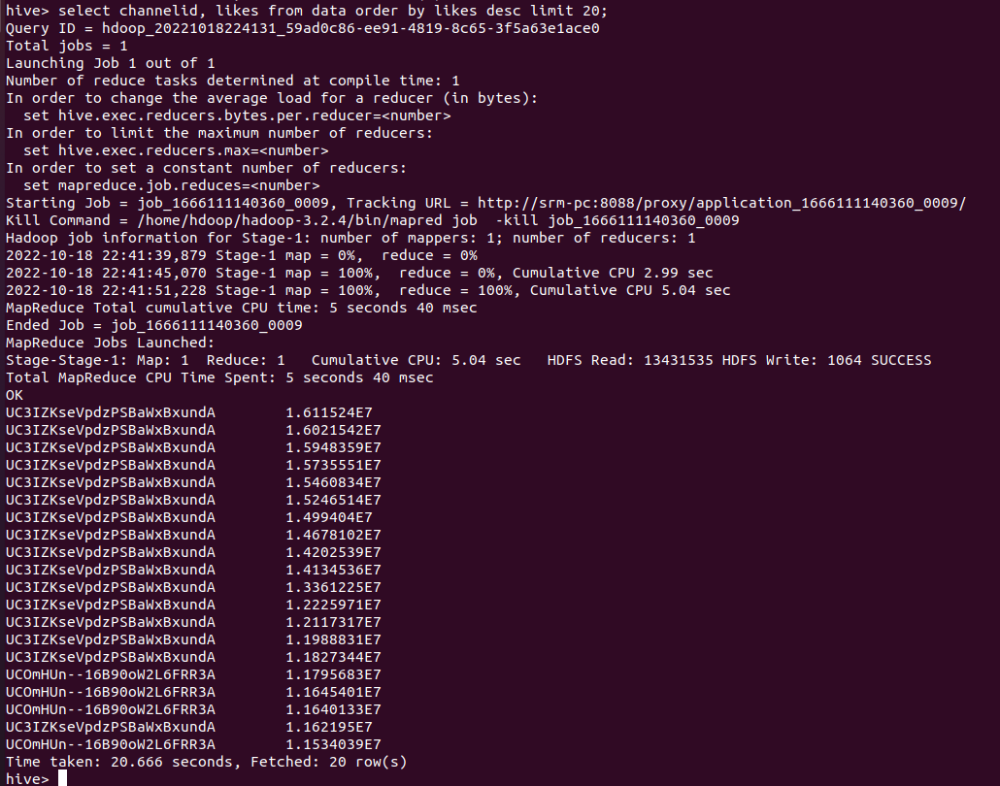 hive> select channelid, likes from data order by likes desc limit 20;
Query ID = hdoop_20221018224131_59ad0c86-ee91-4819-8c65-3f5a63e1ace0
Total jobs = 1
Launching Job 1 out of 1
Number of reduce tasks determined at compile time: 1
In order to change the average load for a reducer (in bytes):
  set hive.exec.reducers.bytes.per.reducer=<number>
In order to limit the maximum number of reducers:
  set hive.exec.reducers.max=<number>
In order to set a constant number of reducers:
  set mapreduce.job.reduces=<number>
Starting Job = job_1666111140360_0009, Tracking URL = http://srm-pc:8088/proxy/application_1666111140360_0009/
Kill Command = /home/hdoop/hadoop-3.2.4/bin/mapred job  -kill job_1666111140360_0009
Hadoop job information for Stage-1: number of mappers: 1; number of reducers: 1
2022-10-18 22:41:39,879 Stage-1 map = 0%,  reduce = 0%
2022-10-18 22:41:45,070 Stage-1 map = 100%,  reduce = 0%, Cumulative CPU 2.99 sec
2022-10-18 22:41:51,228 Stage-1 map = 100%,  reduce = 100%, Cumulative CPU 5.04 sec
MapReduce Total cumulative CPU time: 5 seconds 40 msec
Ended Job = job_1666111140360_0009
MapReduce Jobs Launched:
Stage-Stage-1: Map: 1  Reduce: 1   Cumulative CPU: 5.04 sec   HDFS Read: 13431535 HDFS Write: 1064 SUCCESS
Total MapReduce CPU Time Spent: 5 seconds 40 msec
OK
UC3IZKseVpdzPSBaWxBxundA	1.611524E7
UC3IZKseVpdzPSBaWxBxundA	1.6021542E7
UC3IZKseVpdzPSBaWxBxundA	1.5948359E7
UC3IZKseVpdzPSBaWxBxundA	1.5735551E7
UC3IZKseVpdzPSBaWxBxundA	1.5460834E7
UC3IZKseVpdzPSBaWxBxundA	1.5246514E7
UC3IZKseVpdzPSBaWxBxundA	1.499404E7
UC3IZKseVpdzPSBaWxBxundA	1.4678102E7
UC3IZKseVpdzPSBaWxBxundA	1.4202539E7
UC3IZKseVpdzPSBaWxBxundA	1.4134536E7
UC3IZKseVpdzPSBaWxBxundA	1.3361225E7
UC3IZKseVpdzPSBaWxBxundA	1.2225971E7
UC3IZKseVpdzPSBaWxBxundA	1.2117317E7
UC3IZKseVpdzPSBaWxBxundA	1.1988831E7
UC3IZKseVpdzPSBaWxBxundA	1.1827344E7
UCOmHUn--16B90oW2L6FRR3A	1.1795683E7
UCOmHUn--16B90oW2L6FRR3A	1.1645401E7
UCOmHUn--16B90oW2L6FRR3A	1.1640133E7
UC3IZKseVpdzPSBaWxBxundA	1.162195E7
UCOmHUn--16B90oW2L6FRR3A	1.1534039E7
Time taken: 20.666 seconds, Fetched: 20 row(s)
hive>